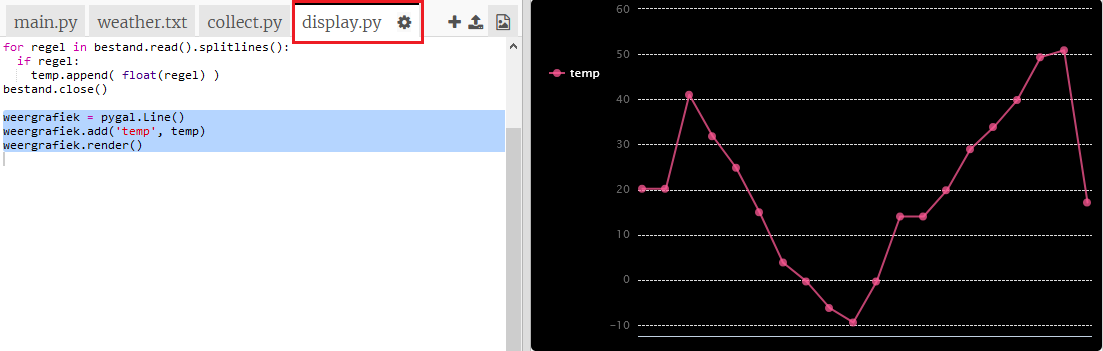 main.py weather.txt collect.py display.py
for regel in bestand.read().splitlines():
  if regel:
    temp.append( float(regel) )
bestand.close()

weergrafiek = pygal.Line()
weergrafiek.add('temp', temp)
weergrafiek.render()
temp
60
50
40
30
20
10
0
−10